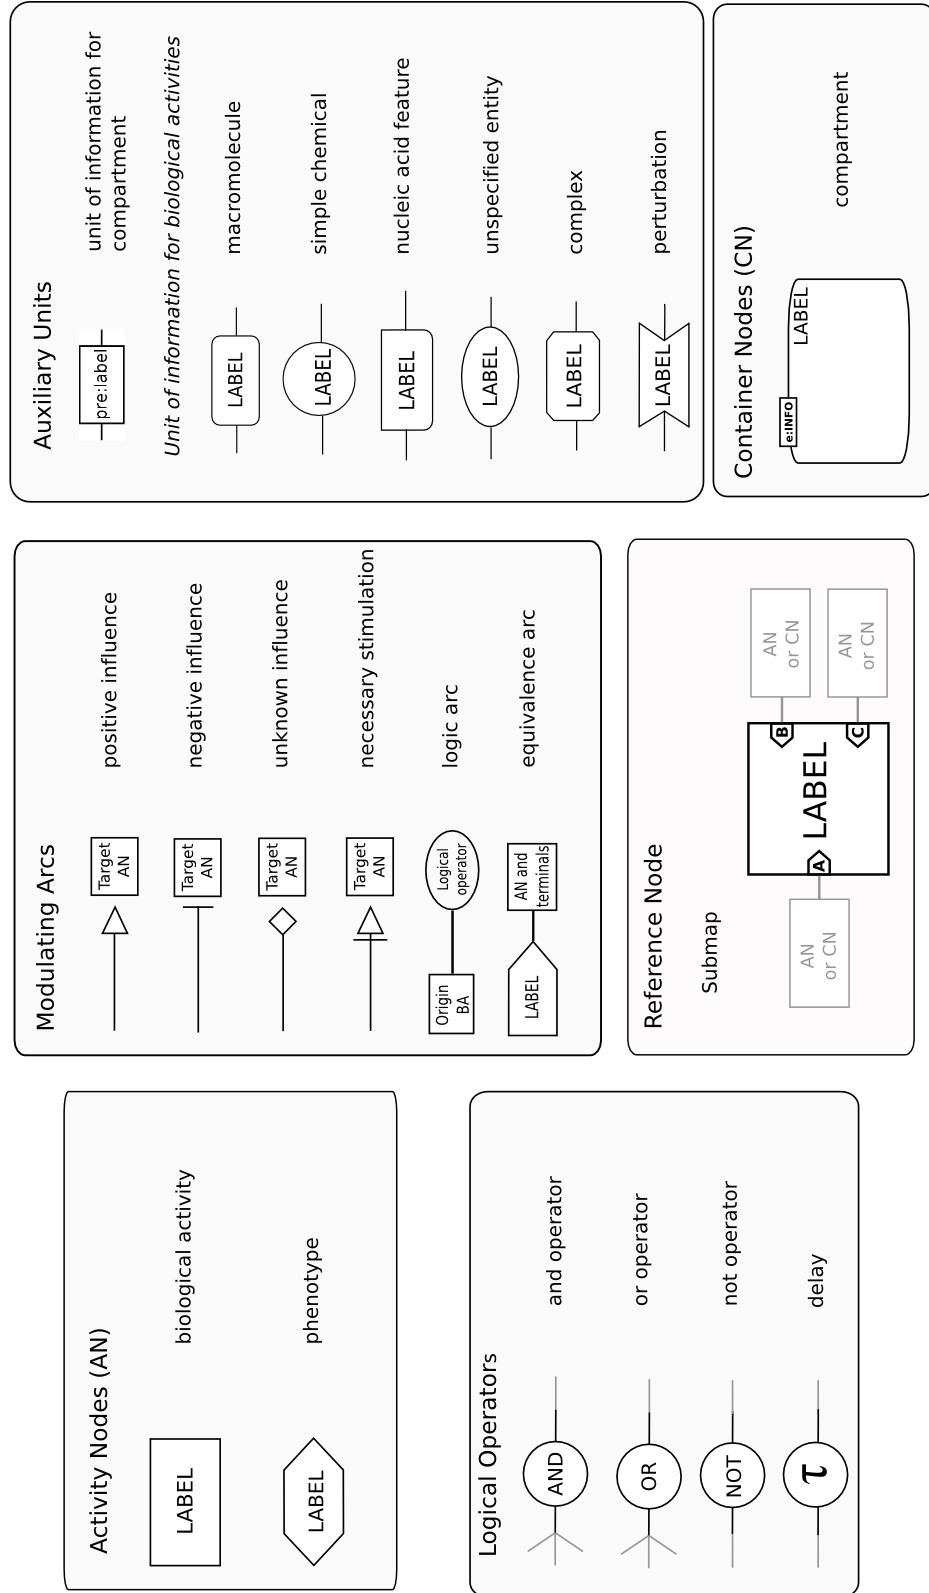 Activity Nodes (AN)
LABEL
biological activity
LABEL
phenotype
Logical Operators
AND
and operator
OR
or operator
NOT
not operator
τ
delay
Modulating Arcs
Target
AN
positive influence
Target
AN
negative influence
Target
AN
unknown influence
Target
AN
necessary stimulation
Origin
BA
Logical
operator
logic arc
LABEL
AN and
terminals
equivalence arc
Reference Node
Submap
AN
or CN
A
LABEL
B
C
AN
or CN
AN
or CN
Auxiliary Units
pre:label
unit of information for
compartment
Unit of information for biological activities
LABEL
macromolecule
LABEL
simple chemical
LABEL
nucleic acid feature
LABEL
unspecified entity
LABEL
complex
LABEL
perturbation
Container Nodes (CN)
e:INFO
LABEL
compartment